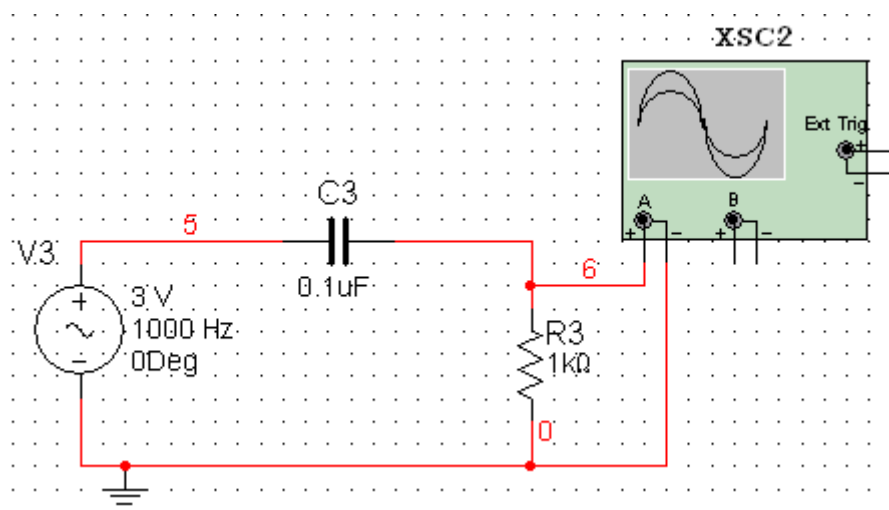 XSC2
Ext Trig
+
−
A
B
+ −
+ −
C3
5
0.1uF
6
V3
+
−
3 V
1000 Hz
0Deg
R3
1kΩ
0